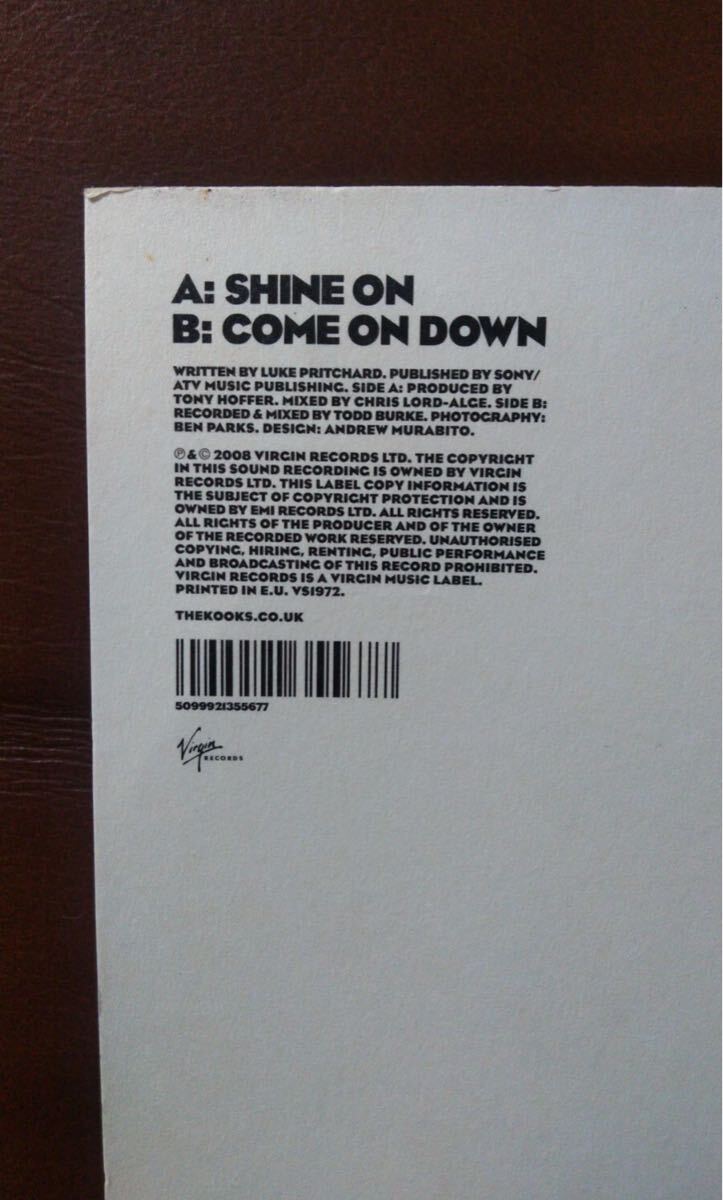 A: SHINE ON
B: COME ON DOWN
WRITTEN BY LUKE PRITCHARD. PUBLISHED BY SONY/
ATV MUSIC PUBLISHING. SIDE A: PRODUCED BY
TONY HOFFER. MIXED BY CHRIS LORD-ALGE. SIDE B:
RECORDED & MIXED BY TODD BURKE. PHOTOGRAPHY:
BEN PARKS. DESIGN: ANDREW MURABITO.
℗ & © 2008 VIRGIN RECORDS LTD. THE COPYRIGHT
IN THIS SOUND RECORDING IS OWNED BY VIRGIN
RECORDS LTD. THIS LABEL COPY INFORMATION IS
THE SUBJECT OF COPYRIGHT PROTECTION AND IS
OWNED BY EMI RECORDS LTD. ALL RIGHTS RESERVED.
ALL RIGHTS OF THE PRODUCER AND OF THE OWNER
OF THE RECORDED WORK RESERVED. UNAUTHORISED
COPYING, HIRING, RENTING, PUBLIC PERFORMANCE
AND BROADCASTING OF THIS RECORD PROHIBITED.
VIRGIN RECORDS IS A VIRGIN MUSIC LABEL.
PRINTED IN E.U. VS1972.
THEKOOKS.CO.UK
5099921355677
Virgin
RECORDS